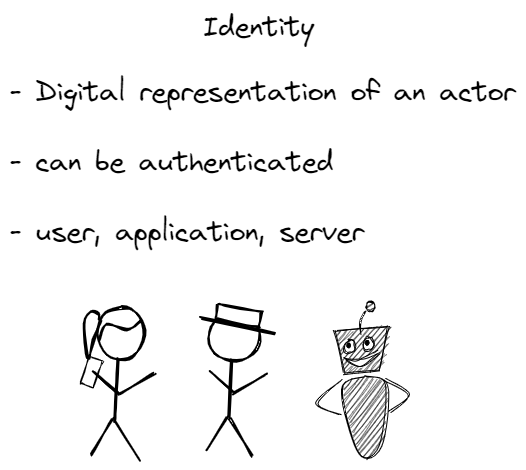 Identity
- Digital representation of an actor
- can be authenticated
- user, application, server